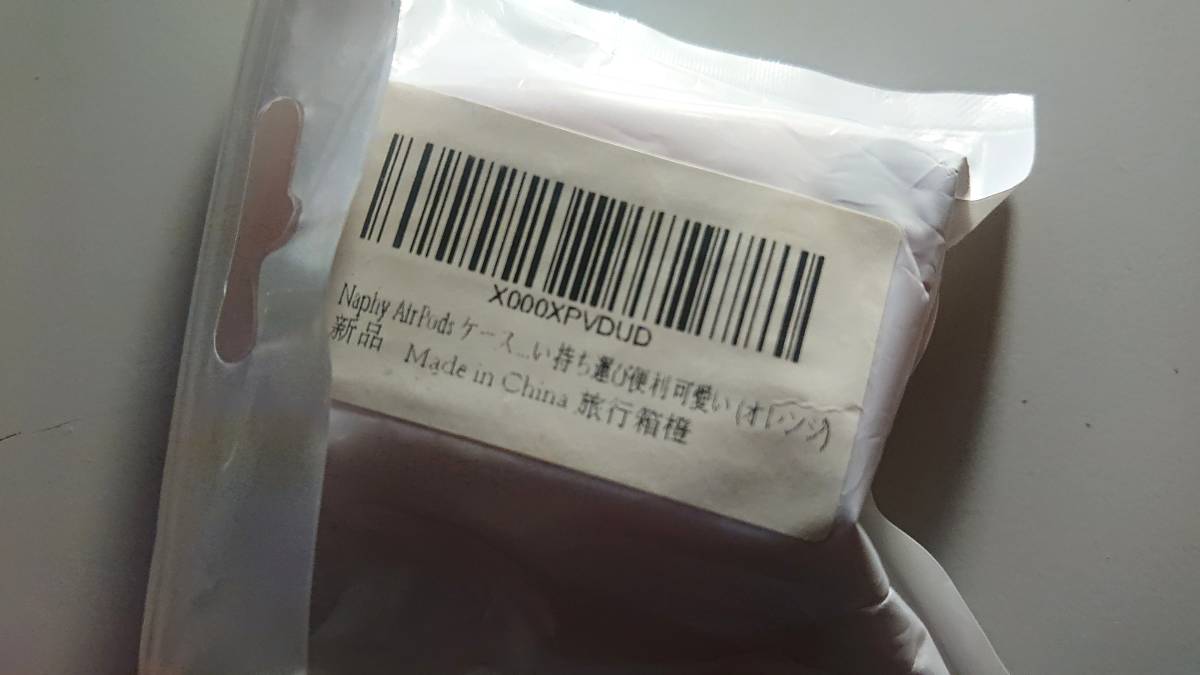 X000XPVDUD
Naphy AirPods ケース...い 持ち運び便利可愛い (オレンジ)
新品 Made in China 旅行箱橙